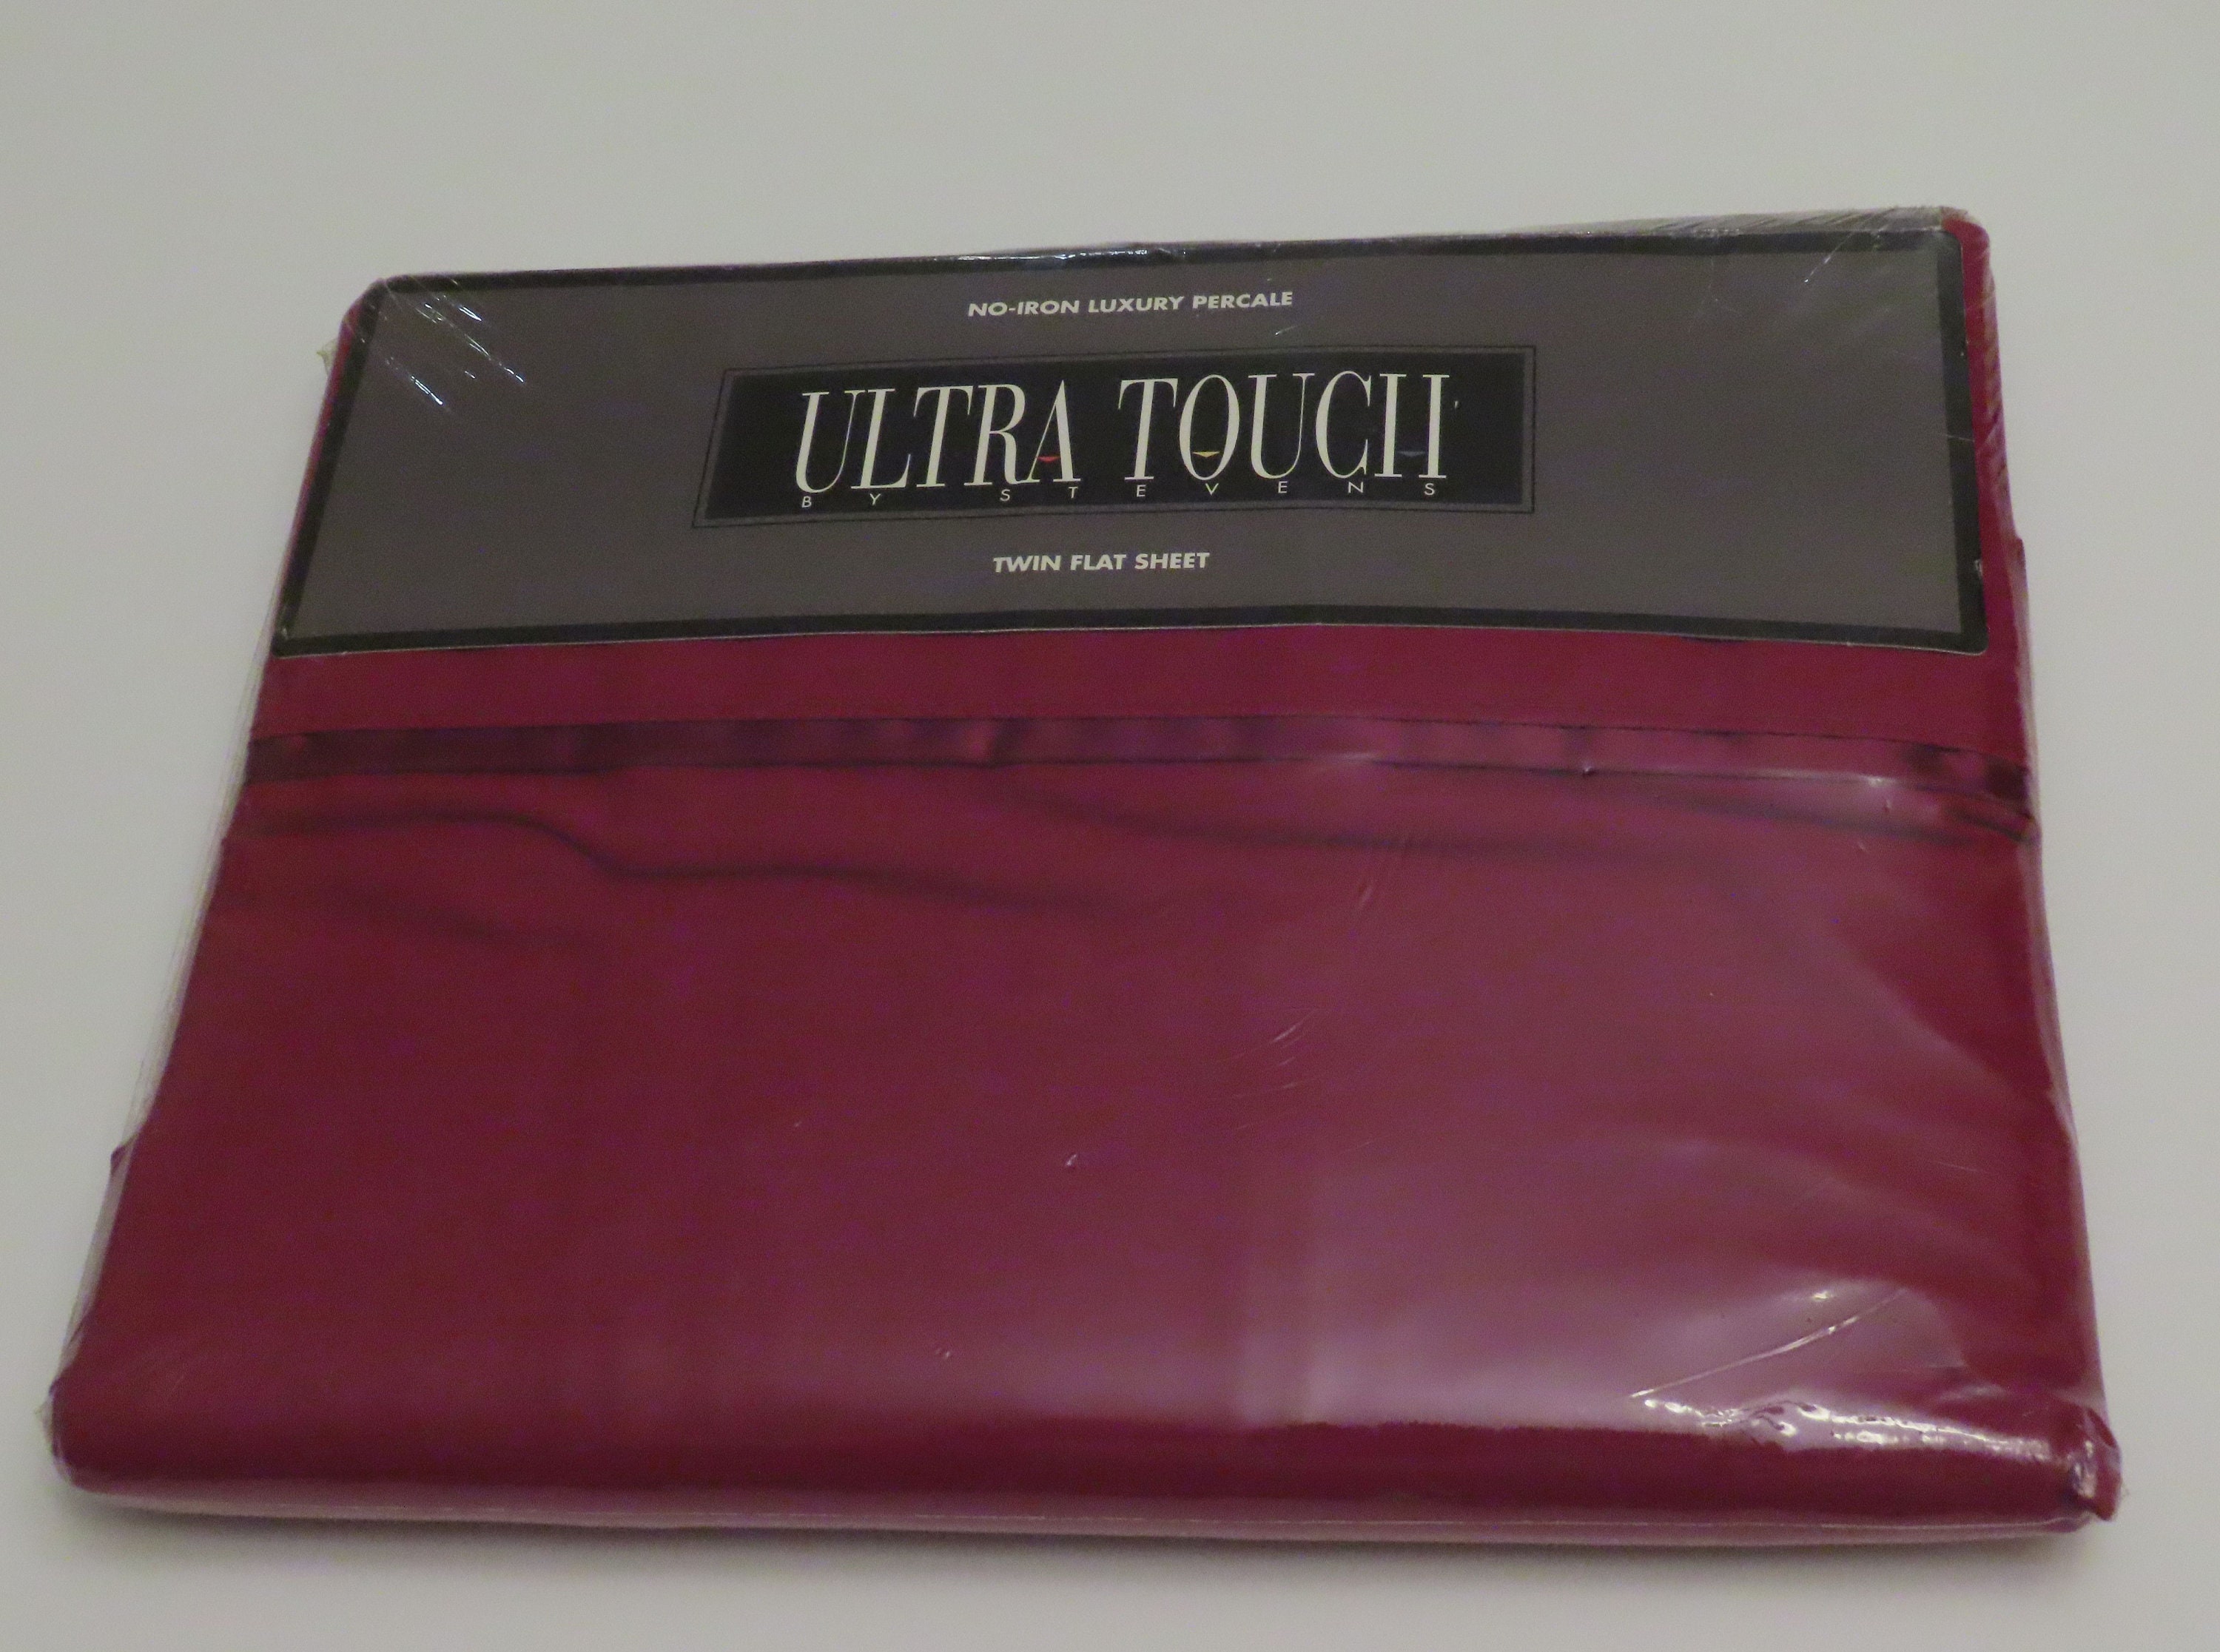 NO-IRON LUXURY PERCALE
ULTRA TOUCH
BY STEVENS
TWIN FLAT SHEET